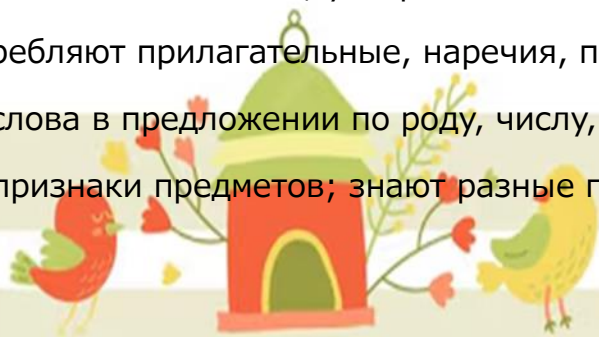 ребляют прилагательные, наречия, п
слова в предложении по роду, числу,
признаки предметов; знают разные п